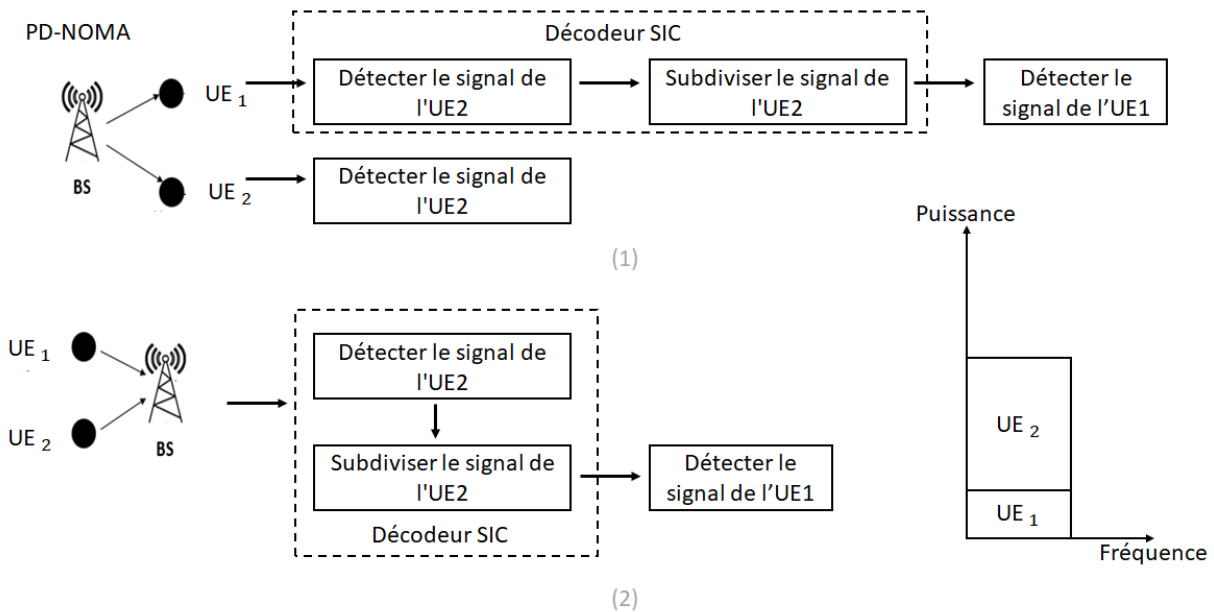 PD-NOMA
Décodeur SIC
UE 1
Détecter le signal de
l'UE2
Subdiviser le signal de
l'UE2
Détecter le
signal de l’UE1
BS
UE 2
Détecter le signal de
l'UE2
(1)
Puissance
UE 2
UE 1
Fréquence
UE 1
UE 2
BS
Détecter le signal de
l'UE2
Subdiviser le signal de
l'UE2
Décodeur SIC
Détecter le
signal de l’UE1
(2)